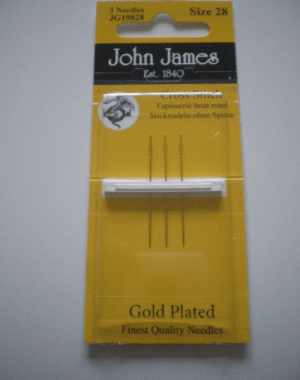 3 Needles
JG19828
Size 28
John James
Est. 1840
Cross Stitch
Tapisserie bout rond
Sticknadeln ohne Spitze
Gold Plated
Finest Quality Needles